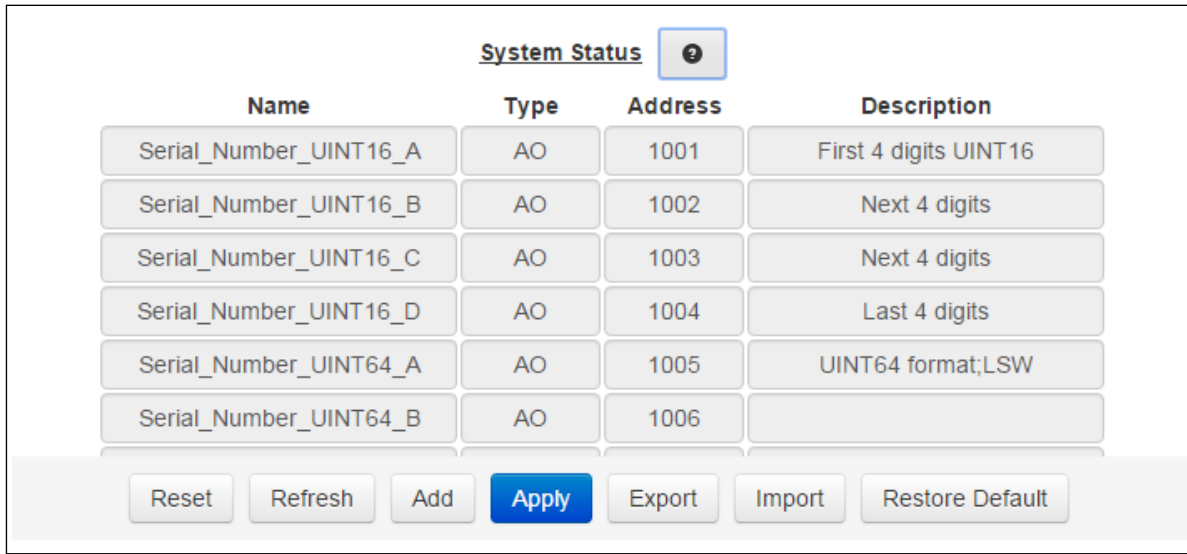 System Status
Name Type Address Description
Serial_Number_UINT16_A AO 1001 First 4 digits UINT16
Serial_Number_UINT16_B AO 1002 Next 4 digits
Serial_Number_UINT16_C AO 1003 Next 4 digits
Serial_Number_UINT16_D AO 1004 Last 4 digits
Serial_Number_UINT64_A AO 1005 UINT64 format;LSW
Serial_Number_UINT64_B AO 1006
Reset Refresh Add Apply Export Import Restore Default